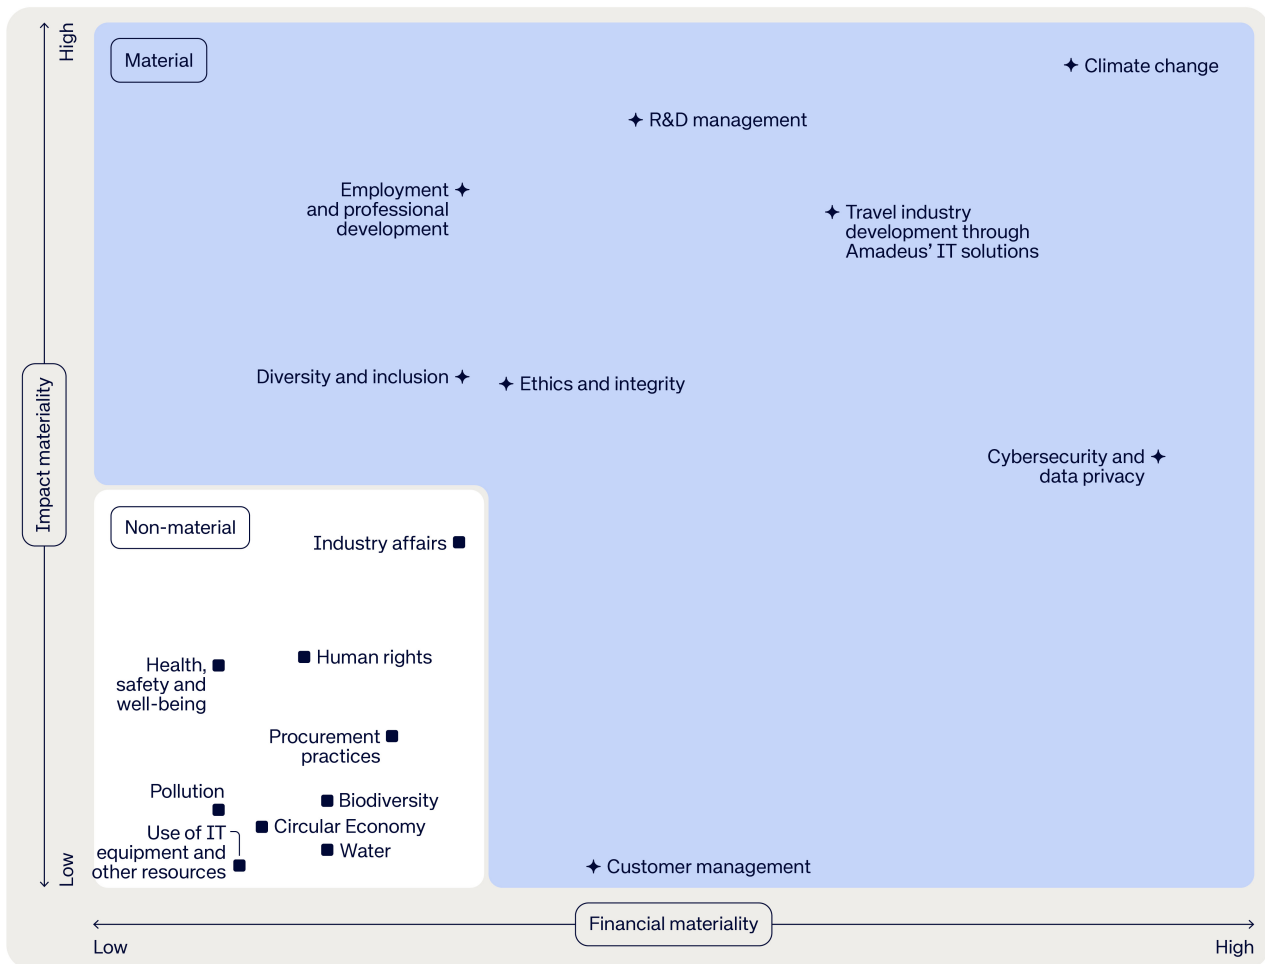 High
Material
Climate change
R&D management
Employment
and professional
development
Travel industry
development through
Amadeus’ IT solutions
Diversity and inclusion
Ethics and integrity
Impact materiality
Cybersecurity and
data privacy
Non-material
Industry affairs
Human rights
Health,
safety and
well-being
Procurement
practices
Pollution
Biodiversity
Circular Economy
Use of IT
equipment and
other resources
Water
Customer management
Low
Financial materiality
Low
High